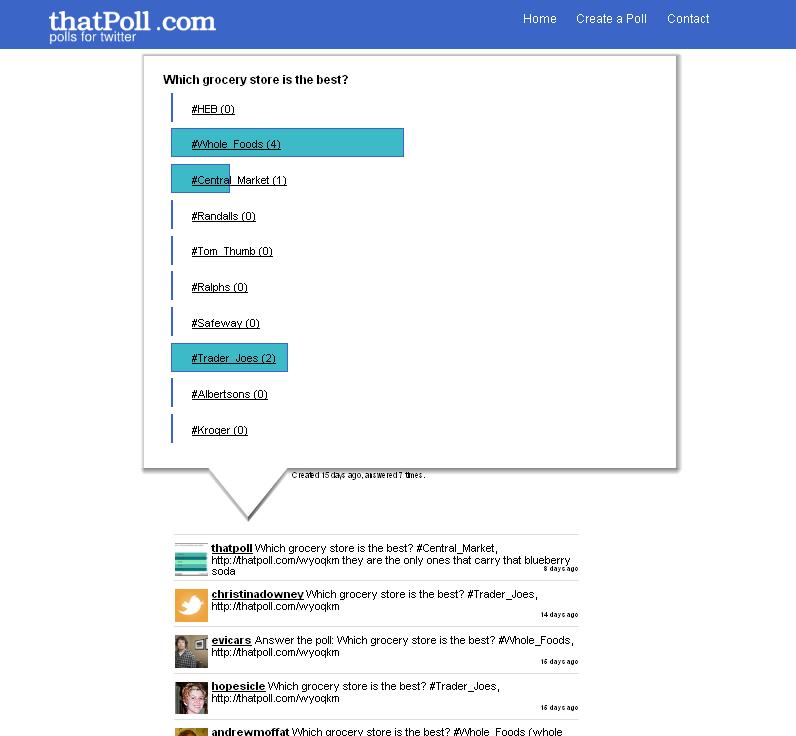 thatPoll .com
polls for twitter
Home Create a Poll Contact
Which grocery store is the best?
#HEB (0)
#Whole_Foods (4)
#Central_Market (1)
#Randalls (0)
#Tom_Thumb (0)
#Ralphs (0)
#Safeway (0)
#Trader_Joes (2)
#Albertsons (0)
#Kroger (0)
Created 15 days ago, answered 7 times.
thatpoll Which grocery store is the best? #Central_Market,
http://thatpoll.com/wyoqkm they are the only ones that carry that blueberry
soda
8 days ago
christinadowney Which grocery store is the best? #Trader_Joes,
http://thatpoll.com/wyoqkm
14 days ago
evicars Answer the poll: Which grocery store is the best? #Whole_Foods,
http://thatpoll.com/wyoqkm
15 days ago
hopesicle Which grocery store is the best? #Trader_Joes,
http://thatpoll.com/wyoqkm
15 days ago
andrewmoffat Which grocery store is the best? #Whole_Foods (whole